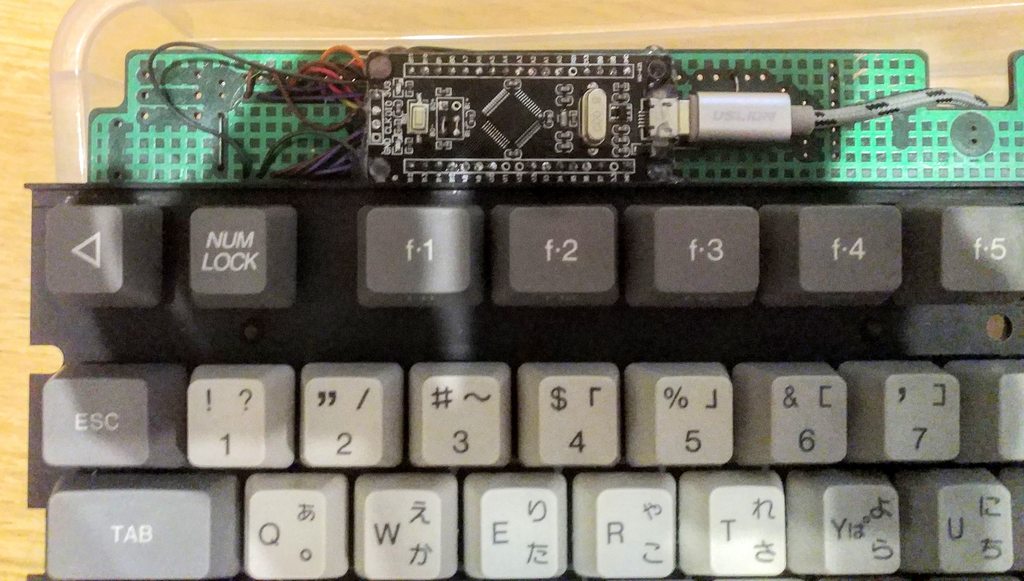 USLION
NUM
LOCK
f·1
f·2
f·3
f·4
f·5
ESC
! ?
1
” /
2
# ～
3
$ 「
4
% 」
5
& [
6
’ ]
7
TAB
Q あ
。
W え
か
E り
た
R や
こ
T れ
さ
Y ぱ° よ
ら
U に
ち